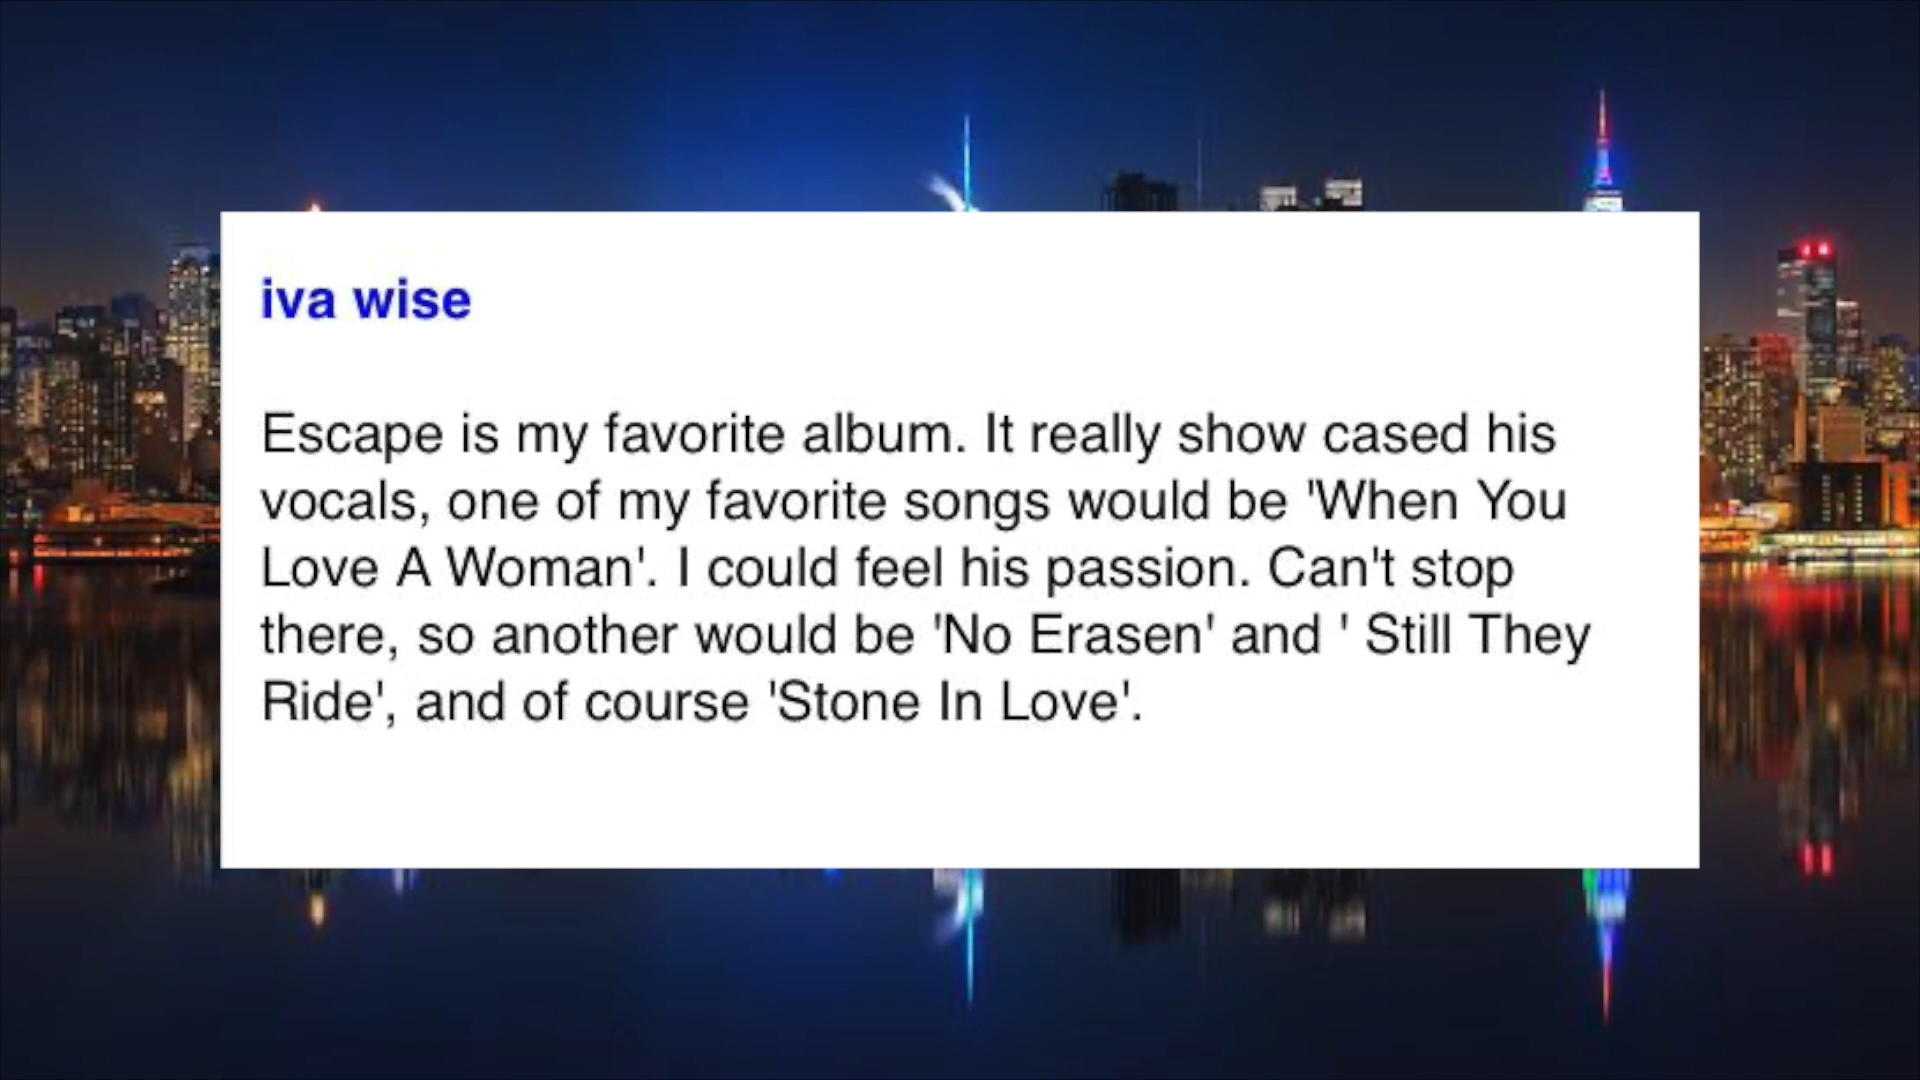 iva wise
Escape is my favorite album. It really show cased his
vocals, one of my favorite songs would be 'When You
Love A Woman'. I could feel his passion. Can't stop
there, so another would be 'No Erasen' and ' Still They
Ride', and of course 'Stone In Love'.